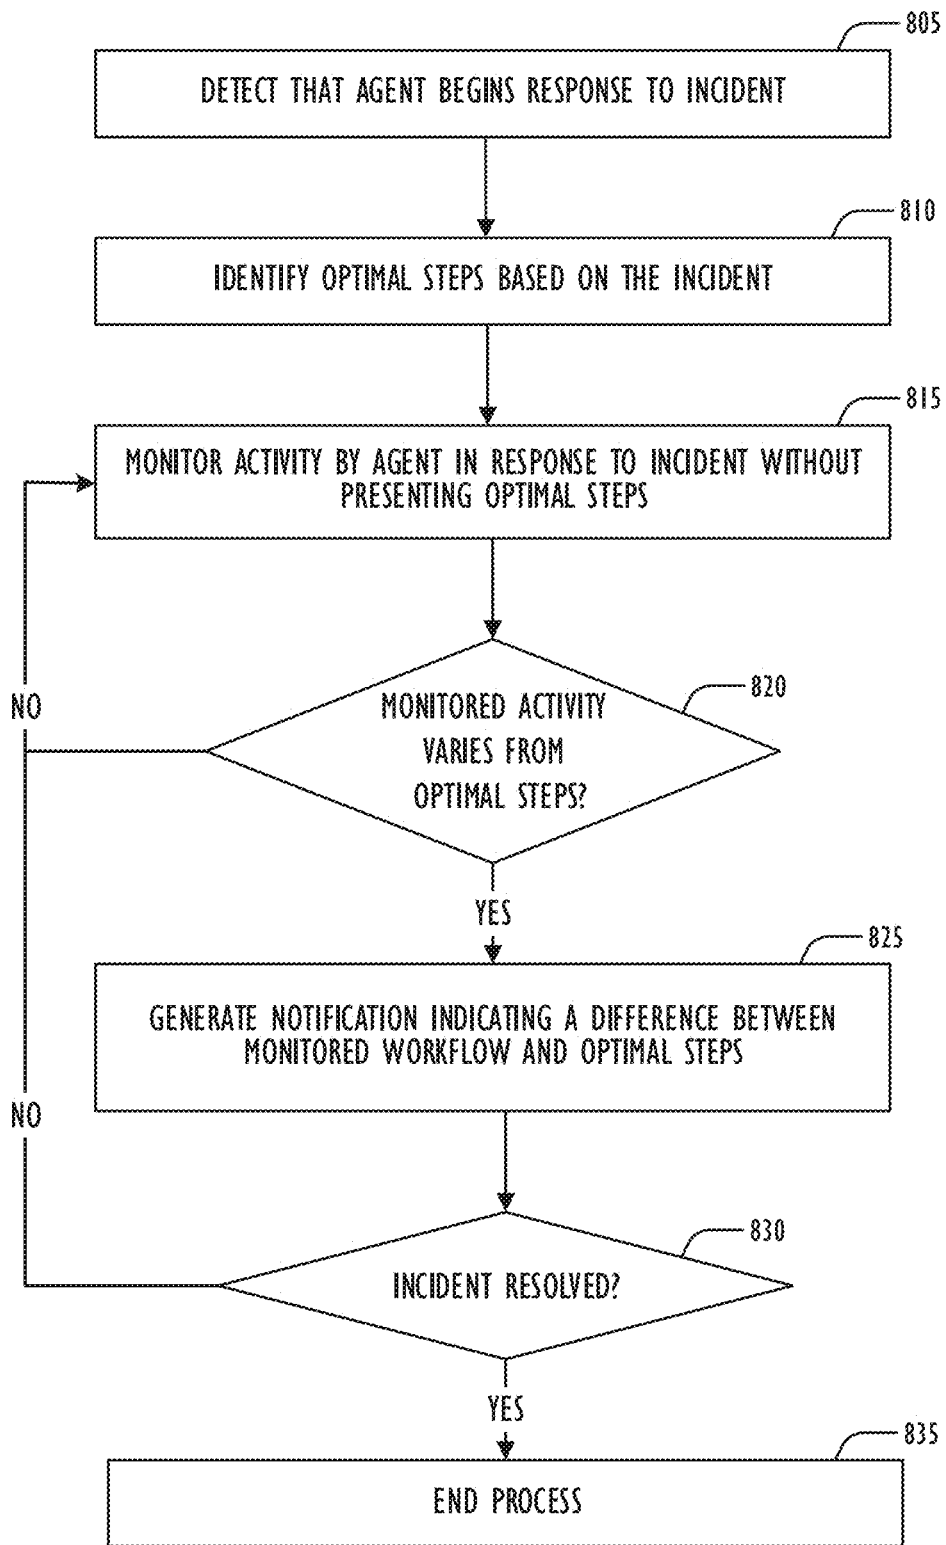 805
DETECT THAT AGENT BEGINS RESPONSE TO INCIDENT
810
IDENTIFY OPTIMAL STEPS BASED ON THE INCIDENT
815
MONITOR ACTIVITY BY AGENT IN RESPONSE TO INCIDENT WITHOUT
PRESENTING OPTIMAL STEPS
820
NO
MONITORED ACTIVITY
VARIES FROM
OPTIMAL STEPS?
YES
825
GENERATE NOTIFICATION INDICATING A DIFFERENCE BETWEEN
MONITORED WORKFLOW AND OPTIMAL STEPS
NO
830
INCIDENT RESOLVED?
YES
835
END PROCESS